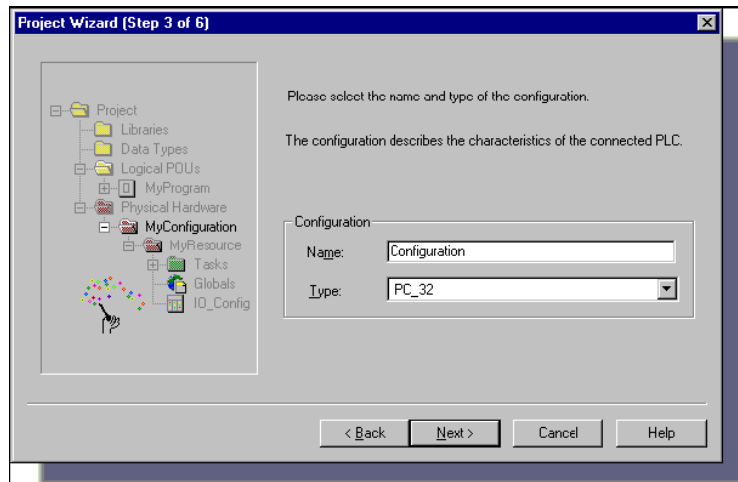 Project Wizard (Step 3 of 6)
Project
Libraries
Data Types
Logical POUs
MyProgram
Physical Hardware
MyConfiguration
MyResource
Tasks
Globals
IO_Config
Please select the name and type of the configuration.
The configuration describes the characteristics of the connected PLC.
Configuration
Name: Configuration
Type: PC_32
< Back Next > Cancel Help